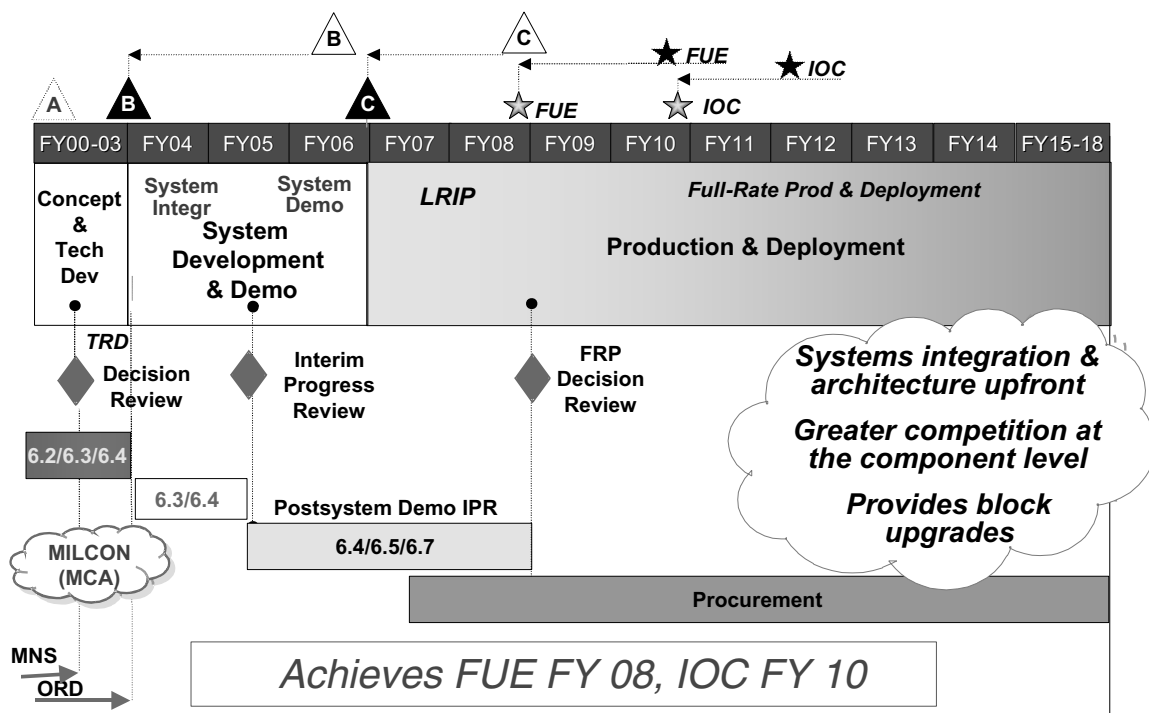 B
C
FUE
IOC
A
B
C
FUE
IOC
FY00-03 FY04 FY05 FY06 FY07 FY08 FY09 FY10 FY11 FY12 FY13 FY14 FY15-18
Concept
&
Tech
Dev
System
Integr
System
Demo
System
Development
& Demo
LRIP
Full-Rate Prod & Deployment
Production & Deployment
TRD
Decision
Review
Interim
Progress
Review
FRP
Decision
Review
Systems integration &
architecture upfront
Greater competition at
the component level
Provides block
upgrades
6.2/6.3/6.4
6.3/6.4
Postsystem Demo IPR
6.4/6.5/6.7
MILCON
(MCA)
Procurement
MNS
ORD
Achieves FUE FY 08, IOC FY 10